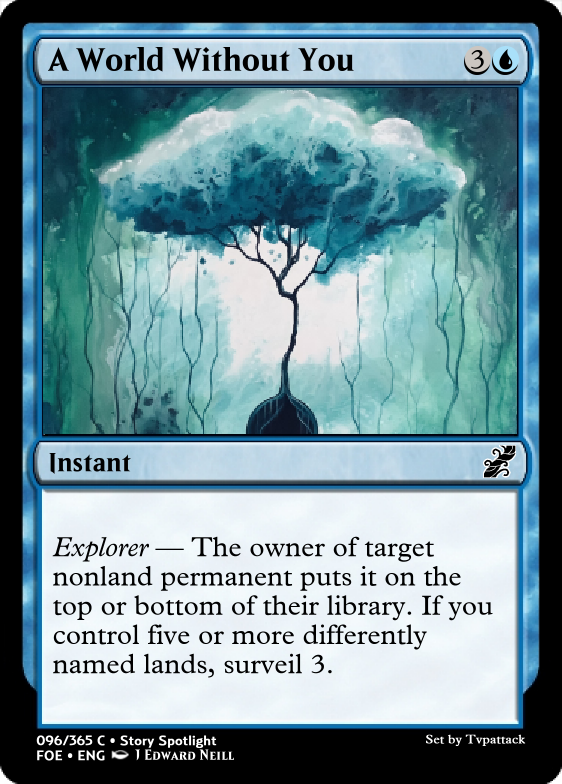 A World Without You 3
Instant
Explorer — The owner of target
nonland permanent puts it on the
top or bottom of their library. If you
control five or more differently
named lands, surveil 3.
096/365 C • Story Spotlight
FOE • ENG J Edward Neill
Set by Tvpattack